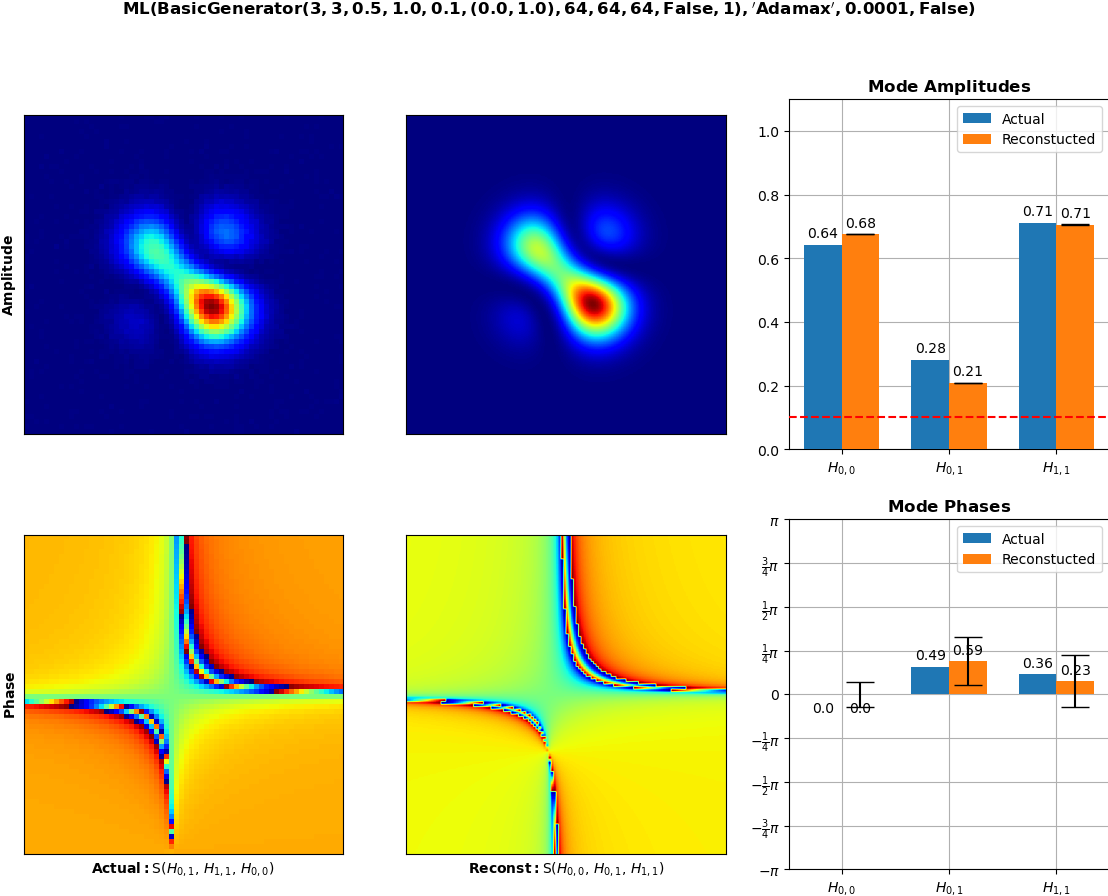 ML(BasicGenerator(3, 3, 0.5, 1.0, 0.1, (0.0, 1.0), 64, 64, 64, False, 1), ′Adamax′, 0.0001, False)
Amplitude
Mode Amplitudes
Actual
Reconstucted
1.0
0.8
0.6
0.4
0.2
0.0
0.64
0.68
0.28
0.21
0.71
0.71
H0,0
H0,1
H1,1
Phase
Actual: S(H0,1, H1,1, H0,0)
Reconst: S(H0,0, H0,1, H1,1)
Mode Phases
Actual
Reconstucted
π
3/4π
1/2π
1/4π
0
−1/4π
−1/2π
−3/4π
−π
0.0
0.0
0.49
0.59
0.36
0.23
H0,0
H0,1
H1,1